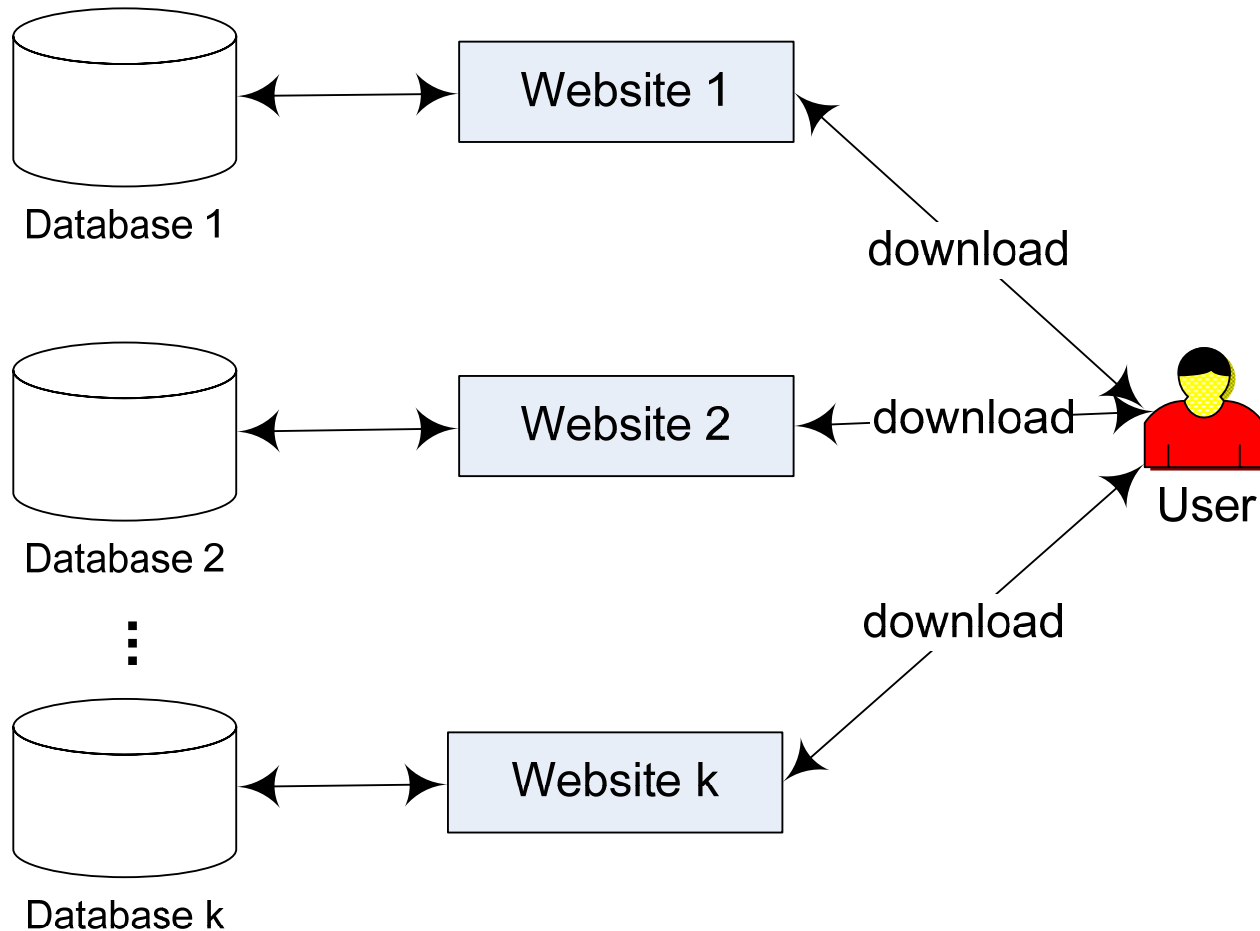 Website 1
Database 1
download
Website 2
download
User
Database 2
⋮
download
Website k
Database k